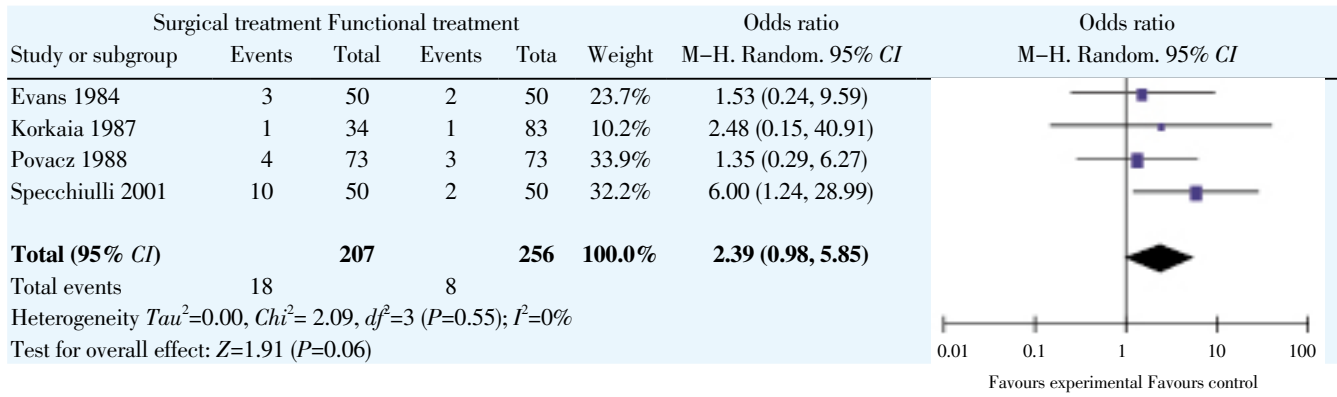 Surgical treatment Functional treatment Odds ratio Odds ratio
Study or subgroup Events Total Events Tota Weight M−H. Random. 95% CI M−H. Random. 95% CI
Evans 1984 3 50 2 50 23.7% 1.53 (0.24, 9.59)
Korkaia 1987 1 34 1 83 10.2% 2.48 (0.15, 40.91)
Povacz 1988 4 73 3 73 33.9% 1.35 (0.29, 6.27)
Specchiulli 2001 10 50 2 50 32.2% 6.00 (1.24, 28.99)
Total (95% CI) 207 256 100.0% 2.39 (0.98, 5.85)
Total events 18 8
Heterogeneity Tau²=0.00, Chi²= 2.09, df²=3 (P=0.55); I²=0%
Test for overall effect: Z=1.91 (P=0.06)
0.01 0.1 1 10 100
Favours experimental Favours control